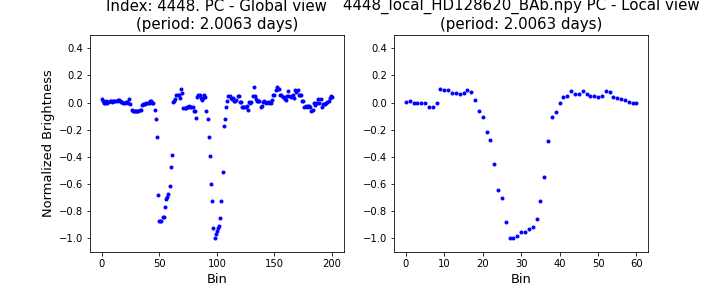 Index: 4448. PC - Global view
(period: 2.0063 days)
4448_local_HD128620_BAb.npy PC - Local view
(period: 2.0063 days)
Normalized Brightness
0.4
0.2
0.0
−0.2
−0.4
−0.6
−0.8
−1.0
0 50 100 150 200
Bin
0.4
0.2
0.0
−0.2
−0.4
−0.6
−0.8
−1.0
0 10 20 30 40 50 60
Bin